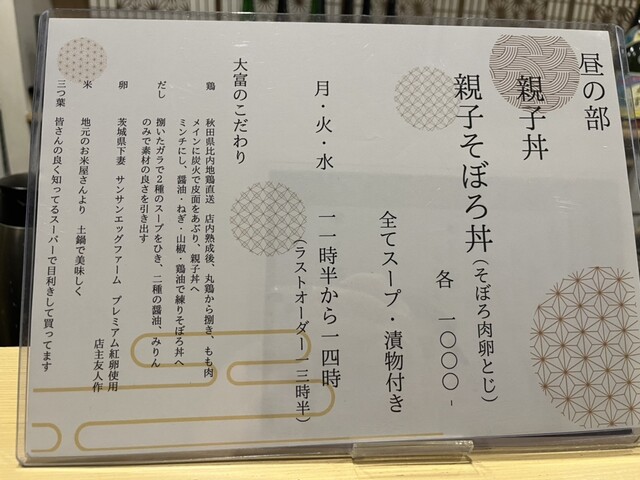 昼の部
親子丼
親子そぼろ丼（そぼろ肉卵とじ）
各　一〇〇〇-
全てスープ・漬物付き
月・火・水　一一時半から一四時
（ラストオーダー一三時半）
大富のこだわり
鶏　秋田県比内地鶏直送　店内熟成後、丸鶏から捌き、もも肉
メインに炭火で皮面をあぶり、親子丼へ
ミンチにし、醤油・ねぎ・山椒・鶏油で練りそぼろ丼へ
だし　捌いたガラで２種のスープをひき、二種の醤油、みりん
のみで素材の良さを引き出す
卵　茨城県下妻　サンサンエッグファーム　プレミアム紅卵使用
店主友人作
米　地元のお米屋さんより　土鍋で美味しく
三つ葉　皆さんの良く知ってるスーパーで目利きして買ってます